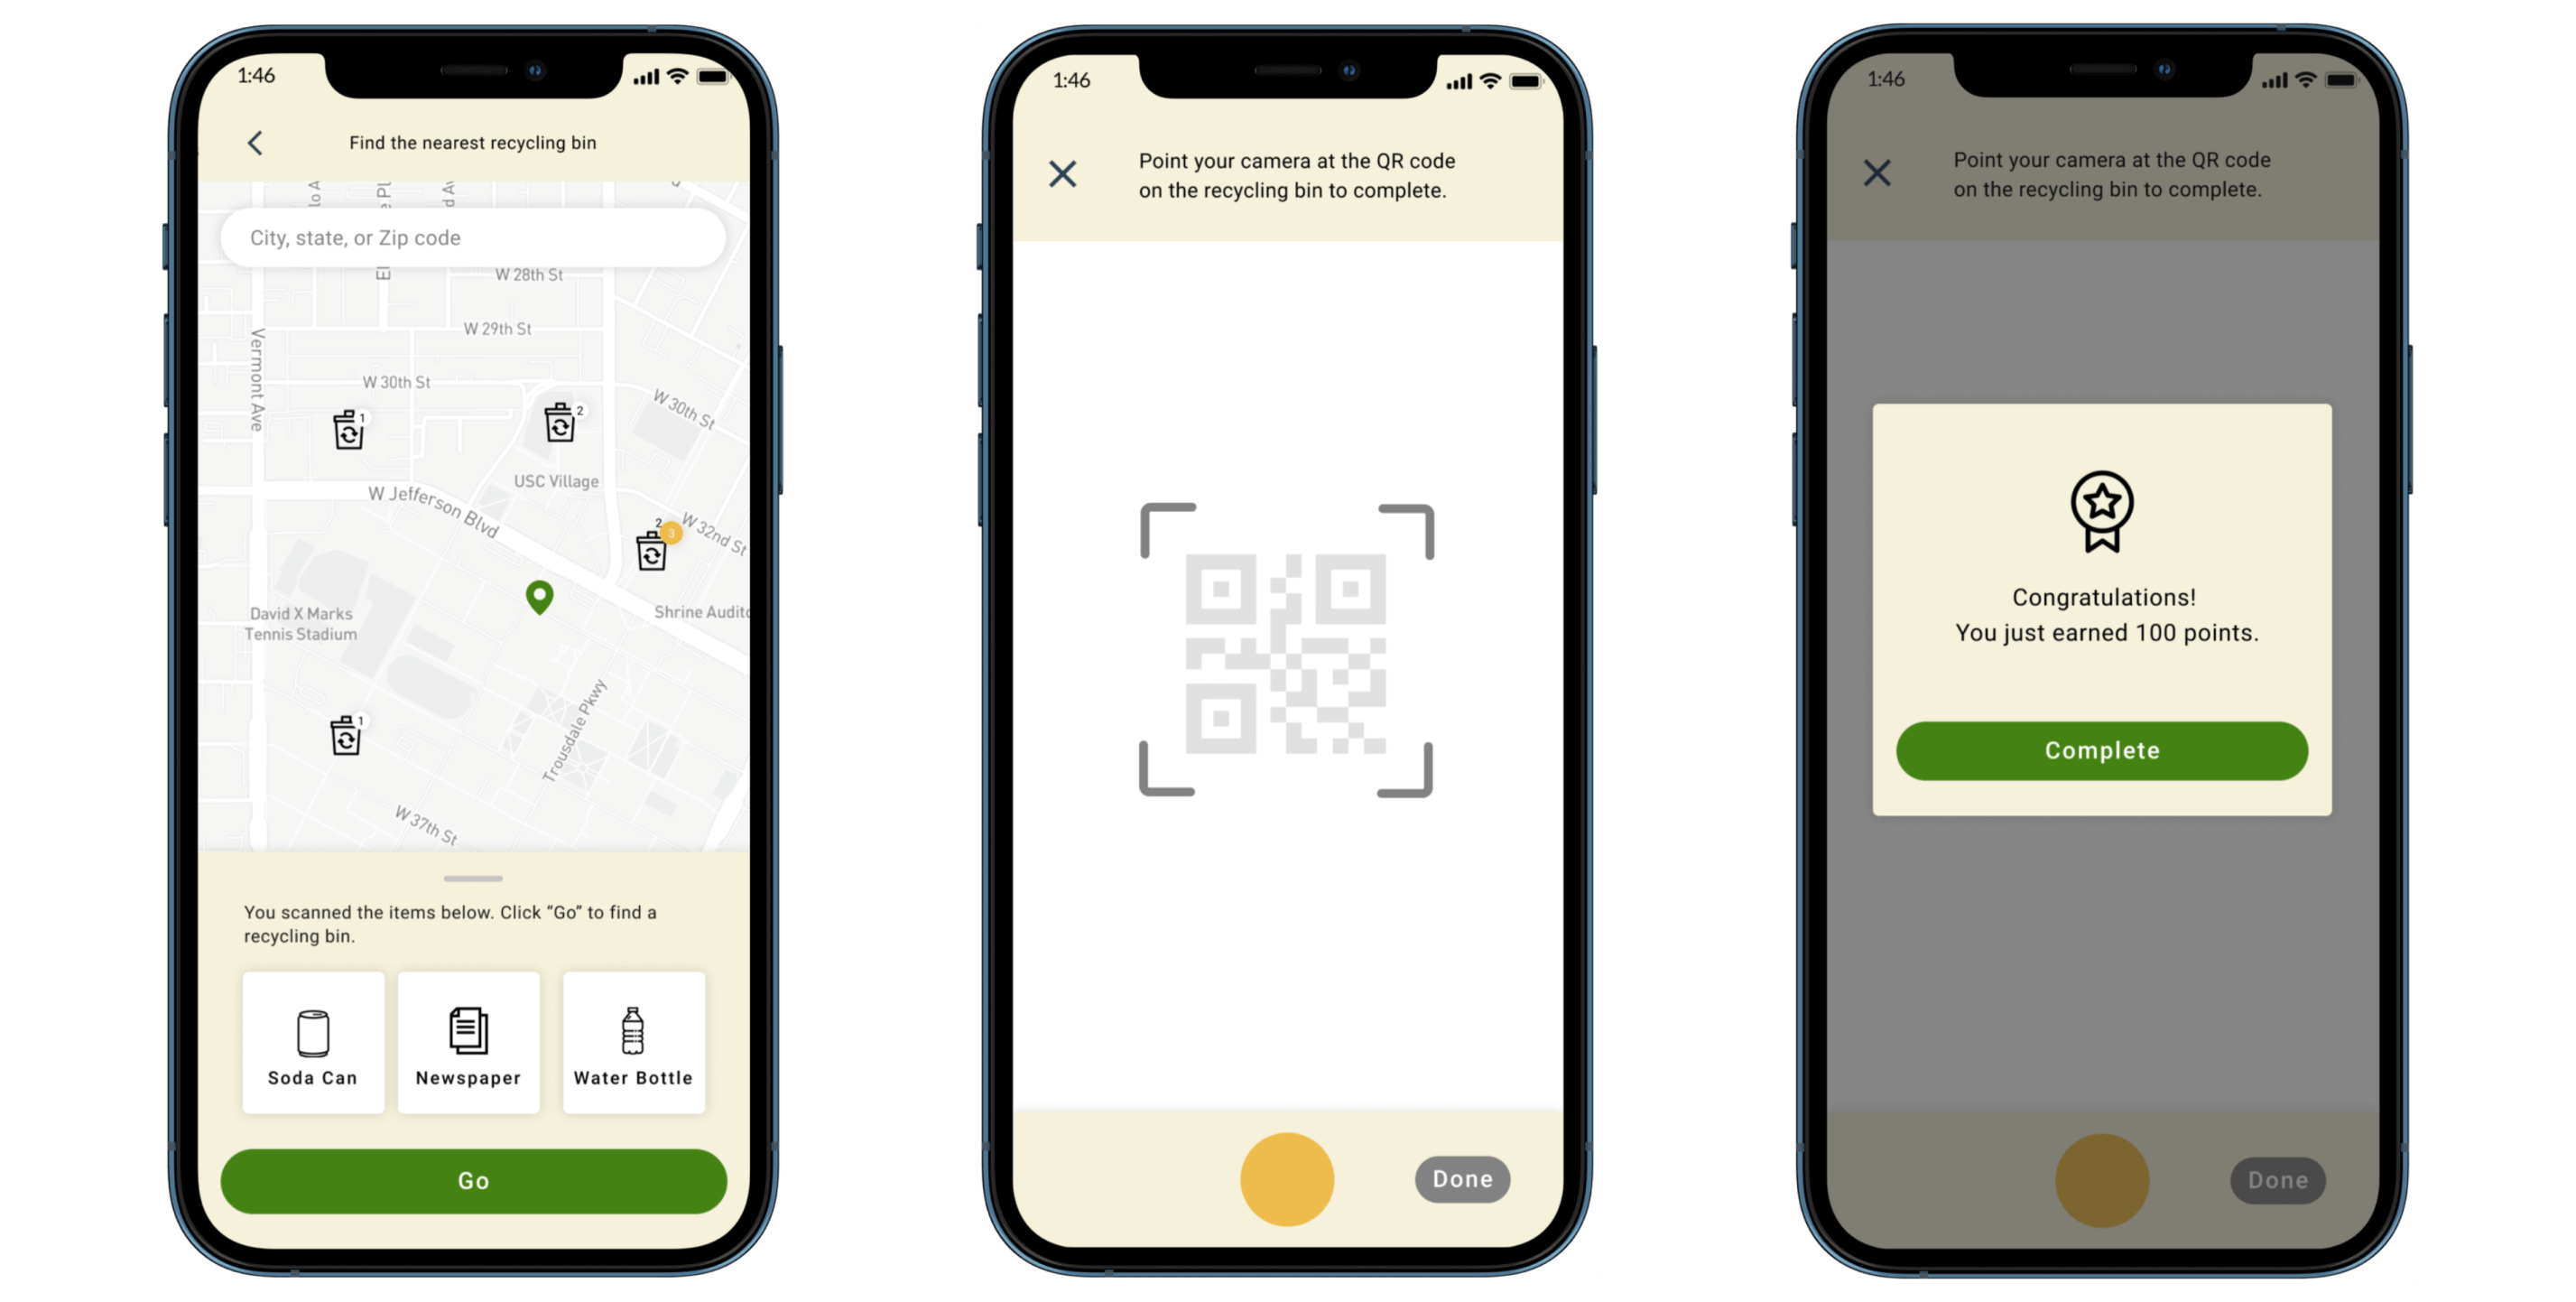 1:46
Find the nearest recycling bin
City, state, or Zip code
W 28th St
W 29th St
Vermont Ave
W 30th St
W 30th St
1
2
USC Village
W Jefferson Blvd
2
3
W 32nd St
David X Marks
Tennis Stadium
Shrine Audito
1
Trousdale Pkwy
W 37th St
You scanned the items below. Click “Go” to find a
recycling bin.
Soda Can
Newspaper
Water Bottle
Go
1:46
Point your camera at the QR code
on the recycling bin to complete.
Done
1:46
Point your camera at the QR code
on the recycling bin to complete.
Congratulations!
You just earned 100 points.
Complete
Done